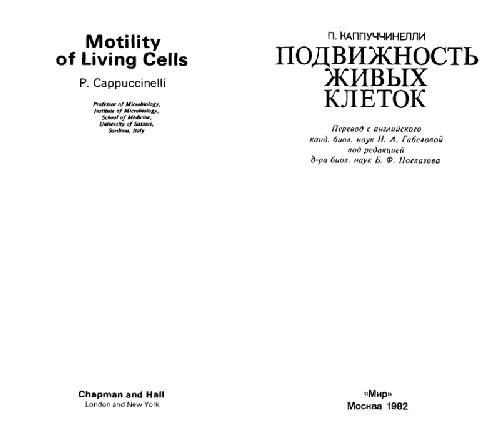 Motility
of Living Cells
P. Cappuccinelli
Professor of Microbiology,
Institute of Microbiology,
School of Medicine,
University of Sassari,
Sardinia, Italy
Chapman and Hall
London and New York
П. КАППУЧЧИНЕЛЛИ
ПОДВИЖНОСТЬ
ЖИВЫХ
КЛЕТОК
Перевод с английского
канд. биол. наук Н. А. Габеловой
под редакцией
д-ра биол. наук Б. Ф. Поглазова
«Мир»
Москва 1982